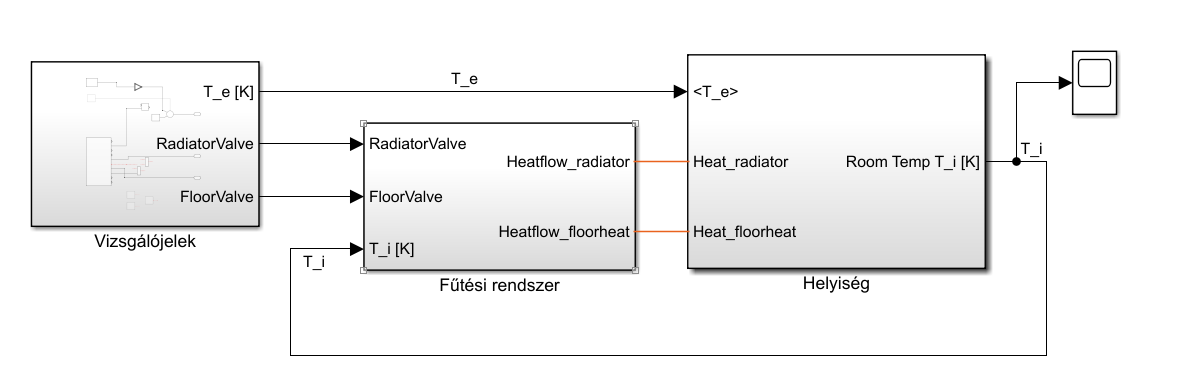 T_e [K]
RadiatorValve
FloorValve
Vizsgálójelek
T_e
RadiatorValve
FloorValve
T_i [K]
Heatflow_radiator
Heatflow_floorheat
Fűtési rendszer
T_i
<T_e>
Heat_radiator
Heat_floorheat
Room Temp T_i [K]
Helyiség
T_i